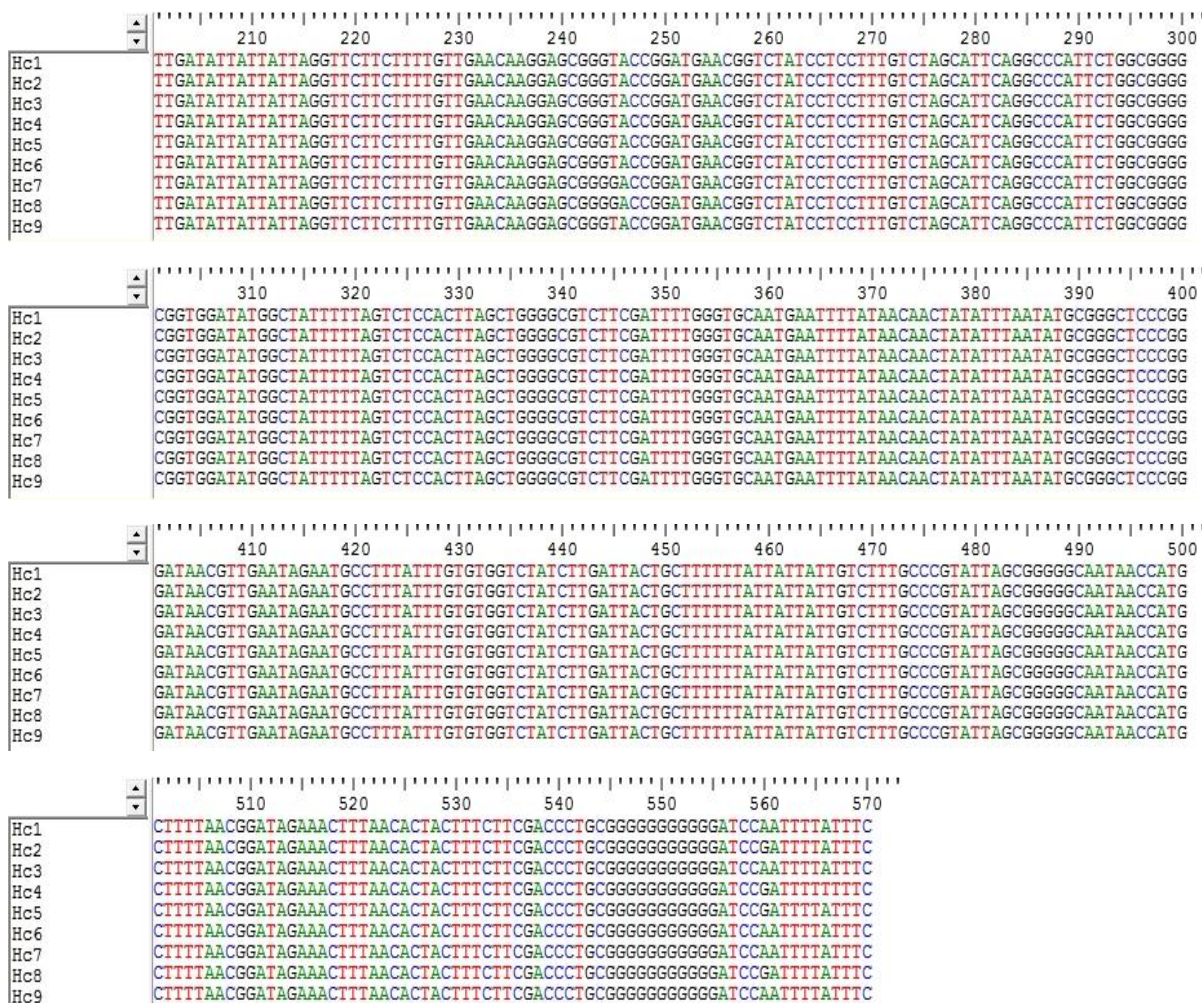 210 220 230 240 250 260 270 280 290 300
Hc1 TTGATATTATTATTAGGTTCTTCTTTTGTTGAACAAGGAGCGGGTACCGGATGAACGGTCTATCCTCCTTTGTCTAGCATTCAGGCCCATTCTGGCGGGG
Hc2 TTGATATTATTATTAGGTTCTTCTTTTGTTGAACAAGGAGCGGGTACCGGATGAACGGTCTATCCTCCTTTGTCTAGCATTCAGGCCCATTCTGGCGGGG
Hc3 TTGATATTATTATTAGGTTCTTCTTTTGTTGAACAAGGAGCGGGTACCGGATGAACGGTCTATCCTCCTTTGTCTAGCATTCAGGCCCATTCTGGCGGGG
Hc4 TTGATATTATTATTAGGTTCTTCTTTTGTTGAACAAGGAGCGGGTACCGGATGAACGGTCTATCCTCCTTTGTCTAGCATTCAGGCCCATTCTGGCGGGG
Hc5 TTGATATTATTATTAGGTTCTTCTTTTGTTGAACAAGGAGCGGGTACCGGATGAACGGTCTATCCTCCTTTGTCTAGCATTCAGGCCCATTCTGGCGGGG
Hc6 TTGATATTATTATTAGGTTCTTCTTTTGTTGAACAAGGAGCGGGTACCGGATGAACGGTCTATCCTCCTTTGTCTAGCATTCAGGCCCATTCTGGCGGGG
Hc7 TTGATATTATTATTAGGTTCTTCTTTTGTTGAACAAGGAGCGGGGACCGGATGAACGGTCTATCCTCCTTTGTCTAGCATTCAGGCCCATTCTGGCGGGG
Hc8 TTGATATTATTATTAGGTTCTTCTTTTGTTGAACAAGGAGCGGGGACCGGATGAACGGTCTATCCTCCTTTGTCTAGCATTCAGGCCCATTCTGGCGGGG
Hc9 TTGATATTATTATTAGGTTCTTCTTTTGTTGAACAAGGAGCGGGTACCGGATGAACGGTCTATCCTCCTTTGTCTAGCATTCAGGCCCATTCTGGCGGGG
310 320 330 340 350 360 370 380 390 400
Hc1 CGGTGGATATGGCTATTTTTAGTCTCCACTTAGCTGGGGCGTCTTCGATTTTGGGTGCAATGAATTTTATAACAACTATATTTAATATGCGGGCTCCCGG
Hc2 CGGTGGATATGGCTATTTTTAGTCTCCACTTAGCTGGGGCGTCTTCGATTTTGGGTGCAATGAATTTTATAACAACTATATTTAATATGCGGGCTCCCGG
Hc3 CGGTGGATATGGCTATTTTTAGTCTCCACTTAGCTGGGGCGTCTTCGATTTTGGGTGCAATGAATTTTATAACAACTATATTTAATATGCGGGCTCCCGG
Hc4 CGGTGGATATGGCTATTTTTAGTCTCCACTTAGCTGGGGCGTCTTCGATTTTGGGTGCAATGAATTTTATAACAACTATATTTAATATGCGGGCTCCCGG
Hc5 CGGTGGATATGGCTATTTTTAGTCTCCACTTAGCTGGGGCGTCTTCGATTTTGGGTGCAATGAATTTTATAACAACTATATTTAATATGCGGGCTCCCGG
Hc6 CGGTGGATATGGCTATTTTTAGTCTCCACTTAGCTGGGGCGTCTTCGATTTTGGGTGCAATGAATTTTATAACAACTATATTTAATATGCGGGCTCCCGG
Hc7 CGGTGGATATGGCTATTTTTAGTCTCCACTTAGCTGGGGCGTCTTCGATTTTGGGTGCAATGAATTTTATAACAACTATATTTAATATGCGGGCTCCCGG
Hc8 CGGTGGATATGGCTATTTTTAGTCTCCACTTAGCTGGGGCGTCTTCGATTTTGGGTGCAATGAATTTTATAACAACTATATTTAATATGCGGGCTCCCGG
Hc9 CGGTGGATATGGCTATTTTTAGTCTCCACTTAGCTGGGGCGTCTTCGATTTTGGGTGCAATGAATTTTATAACAACTATATTTAATATGCGGGCTCCCGG
410 420 430 440 450 460 470 480 490 500
Hc1 GATAACGTTGAATAGAATGCCTTTATTTGTGTGGTCTATCTTGATTACTGCTTTTTTATTATTATTGTCTTTGCCCGTATTAGCGGGGGCAATAACCATG
Hc2 GATAACGTTGAATAGAATGCCTTTATTTGTGTGGTCTATCTTGATTACTGCTTTTTTATTATTATTGTCTTTGCCCGTATTAGCGGGGGCAATAACCATG
Hc3 GATAACGTTGAATAGAATGCCTTTATTTGTGTGGTCTATCTTGATTACTGCTTTTTTATTATTATTGTCTTTGCCCGTATTAGCGGGGGCAATAACCATG
Hc4 GATAACGTTGAATAGAATGCCTTTATTTGTGTGGTCTATCTTGATTACTGCTTTTTTATTATTATTGTCTTTGCCCGTATTAGCGGGGGCAATAACCATG
Hc5 GATAACGTTGAATAGAATGCCTTTATTTGTGTGGTCTATCTTGATTACTGCTTTTTTATTATTATTGTCTTTGCCCGTATTAGCGGGGGCAATAACCATG
Hc6 GATAACGTTGAATAGAATGCCTTTATTTGTGTGGTCTATCTTGATTACTGCTTTTTTATTATTATTGTCTTTGCCCGTATTAGCGGGGGCAATAACCATG
Hc7 GATAACGTTGAATAGAATGCCTTTATTTGTGTGGTCTATCTTGATTACTGCTTTTTTATTATTATTGTCTTTGCCCGTATTAGCGGGGGCAATAACCATG
Hc8 GATAACGTTGAATAGAATGCCTTTATTTGTGTGGTCTATCTTGATTACTGCTTTTTTATTATTATTGTCTTTGCCCGTATTAGCGGGGGCAATAACCATG
Hc9 GATAACGTTGAATAGAATGCCTTTATTTGTGTGGTCTATCTTGATTACTGCTTTTTTATTATTATTGTCTTTGCCCGTATTAGCGGGGGCAATAACCATG
510 520 530 540 550 560 570
Hc1 CTTTTAACGGATAGAAACTTTAACACTACTTTCTTCGACCCTGCGGGGGGGGGGGATCCAATTTTATTTC
Hc2 CTTTTAACGGATAGAAACTTTAACACTACTTTCTTCGACCCTGCGGGGGGGGGGGATCCGATTTTATTTC
Hc3 CTTTTAACGGATAGAAACTTTAACACTACTTTCTTCGACCCTGCGGGGGGGGGGGATCCAATTTTATTTC
Hc4 CTTTTAACGGATAGAAACTTTAACACTACTTTCTTCGACCCTGCGGGGGGGGGGGATCCGATTTTTTTTC
Hc5 CTTTTAACGGATAGAAACTTTAACACTACTTTCTTCGACCCTGCGGGGGGGGGGGATCCGATTTTATTTC
Hc6 CTTTTAACGGATAGAAACTTTAACACTACTTTCTTCGACCCTGCGGGGGGGGGGGATCCAATTTTATTTC
Hc7 CTTTTAACGGATAGAAACTTTAACACTACTTTCTTCGACCCTGCGGGGGGGGGGGATCCAATTTTATTTC
Hc8 CTTTTAACGGATAGAAACTTTAACACTACTTTCTTCGACCCTGCGGGGGGGGGGGATCCGATTTTATTTC
Hc9 CTTTTAACGGATAGAAACTTTAACACTACTTTCTTCGACCCTGCGGGGGGGGGGGATCCAATTTTATTTC